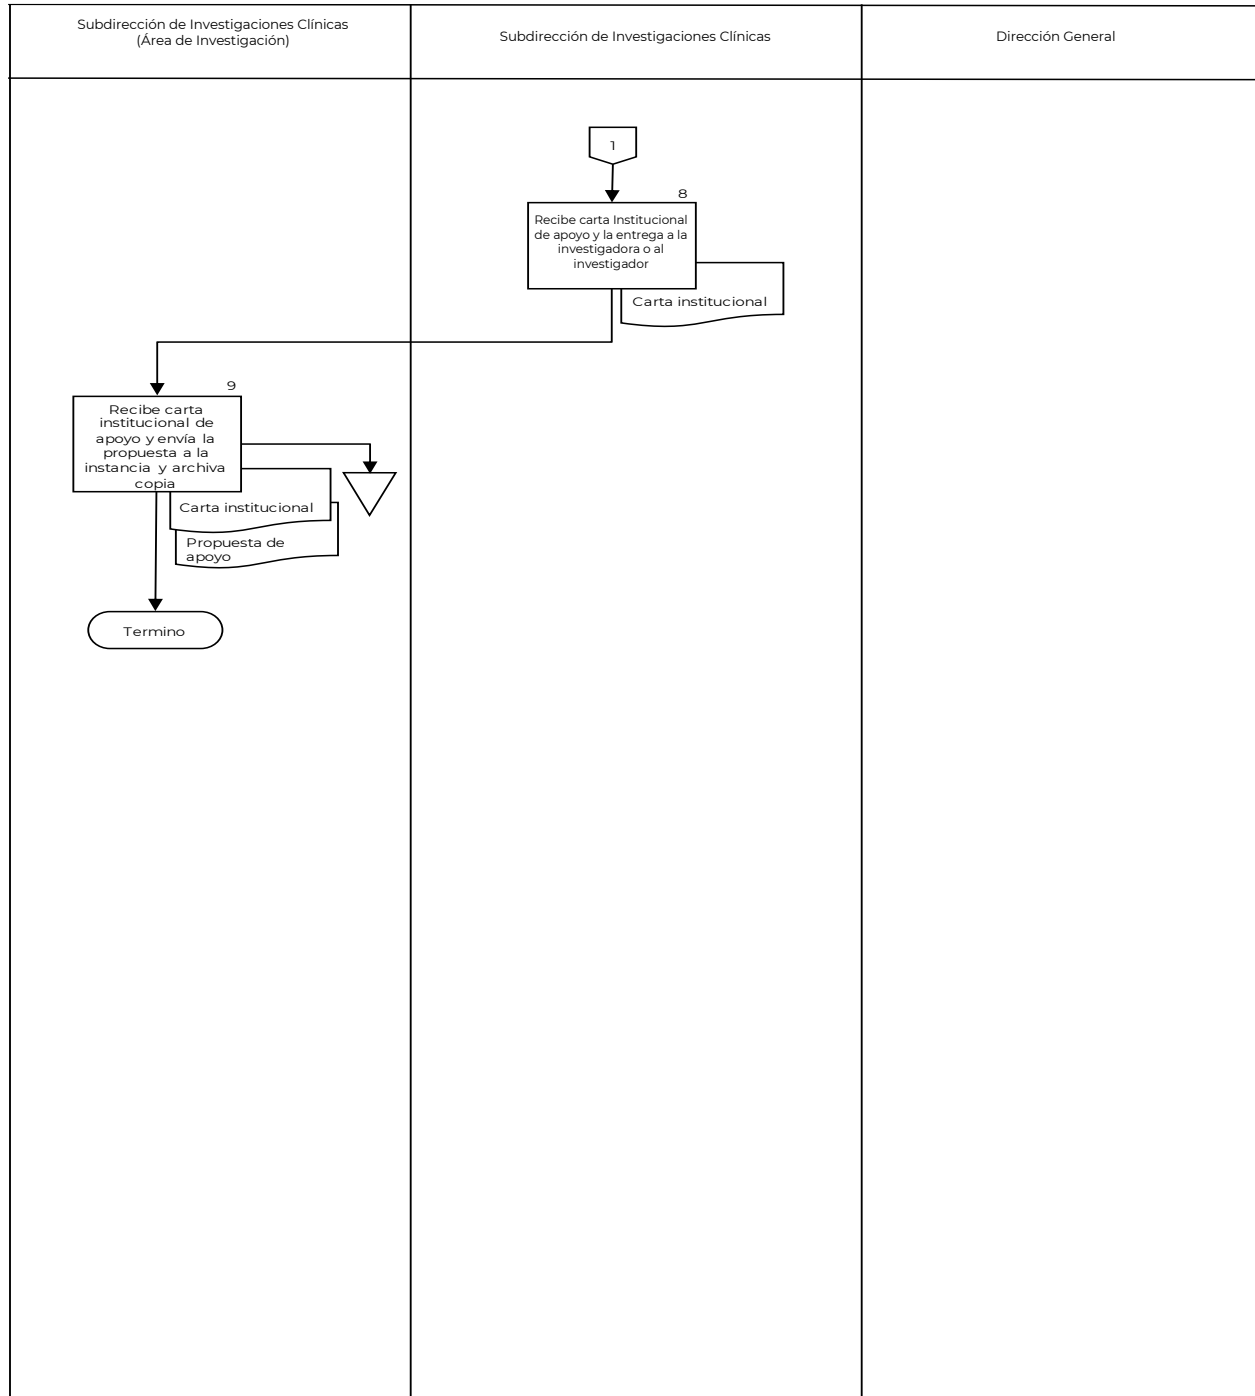 Subdirección de Investigaciones Clínicas
(Área de Investigación)
Subdirección de Investigaciones Clínicas
Dirección General
1
8
Recibe carta Institucional
de apoyo y la entrega a la
investigadora o al
investigador
Carta institucional
9
Recibe carta
institucional de
apoyo y envía la
propuesta a la
instancia y archiva
copia
Carta institucional
Propuesta de
apoyo
Termino